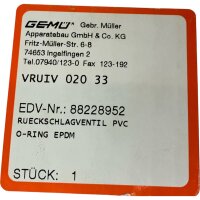 GEMÜ® Gebr. Müller
Apparatebau GmbH & Co. KG
Fritz-Müller-Str. 6-8
74653 Ingelfingen 2
Tel.07940/123-0 Fax 123-192
VRUIV 020 33
EDV-Nr.: 88228952
RUECKSCHLAGVENTIL PVC
O-RING EPDM
STÜCK: 1